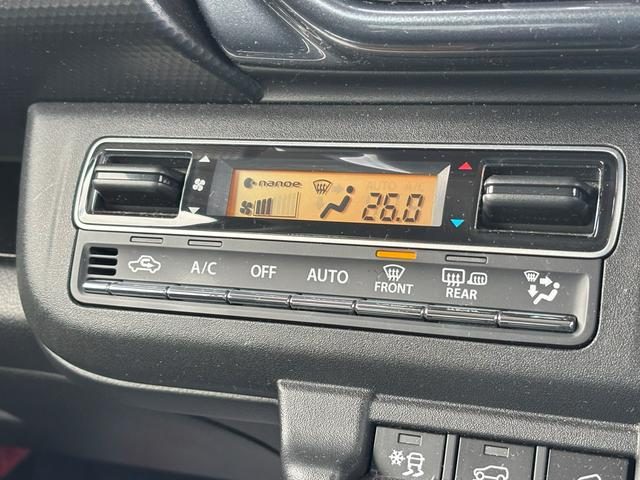 nanoe
26.0
A/C
OFF
AUTO
FRONT
REAR